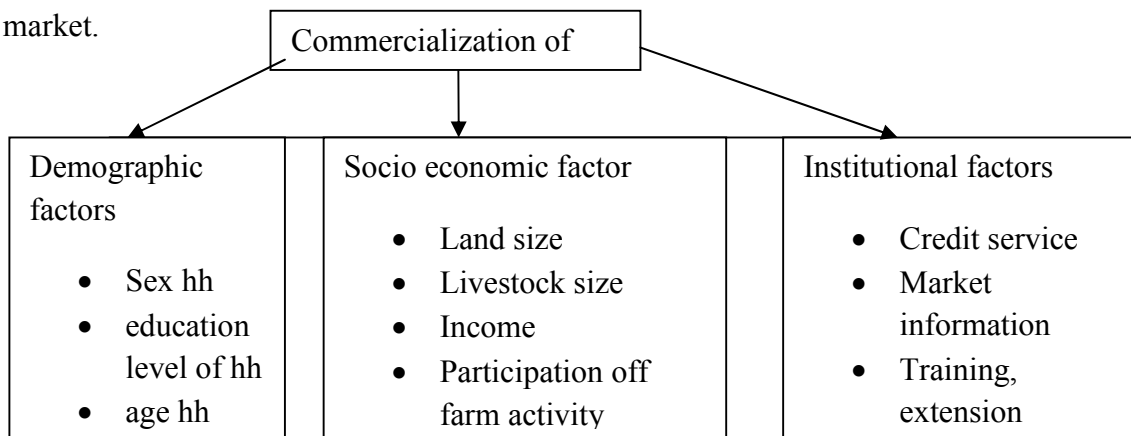 market.
Commercialization of
Demographic
factors
• Sex hh
• education
level of hh
• age hh
Socio economic factor
• Land size
• Livestock size
• Income
• Participation off
farm activity
Institutional factors
• Credit service
• Market
information
• Training,
extension